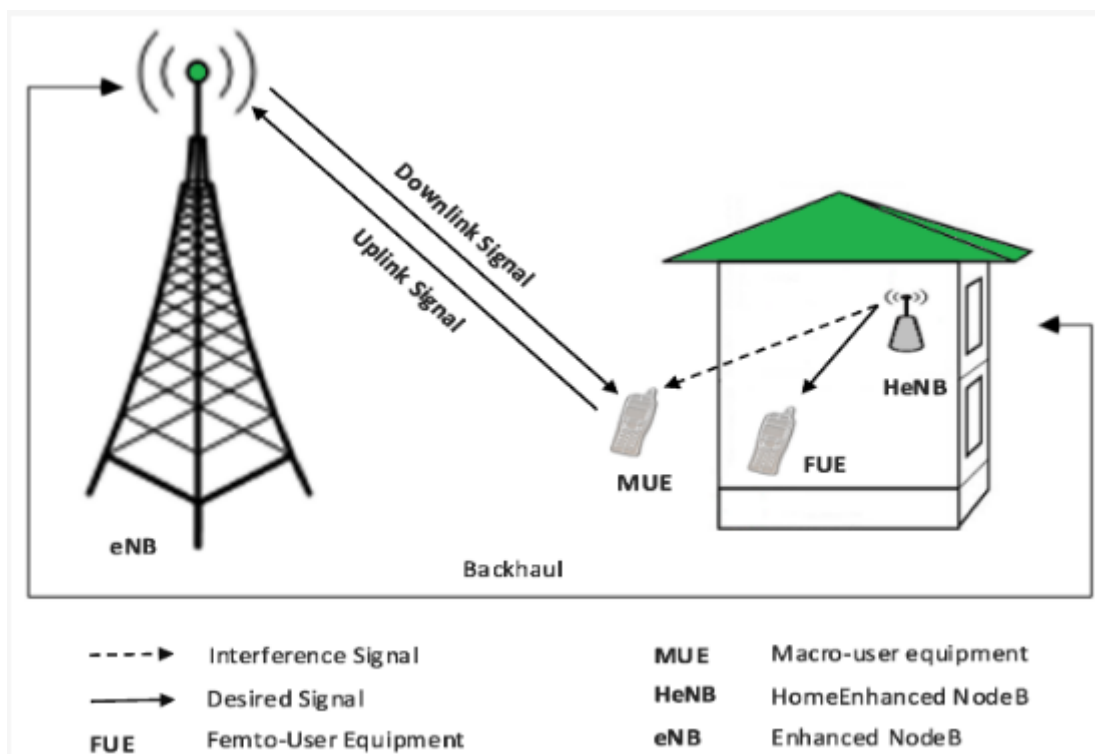 Downlink Signal
Uplink Signal
HeNB
FUE
MUE
eNB
Backhaul
Interference Signal
MUE Macro-user equipment
Desired Signal
HeNB HomeEnhanced NodeB
FUE Femto-User Equipment
eNB Enhanced NodeB